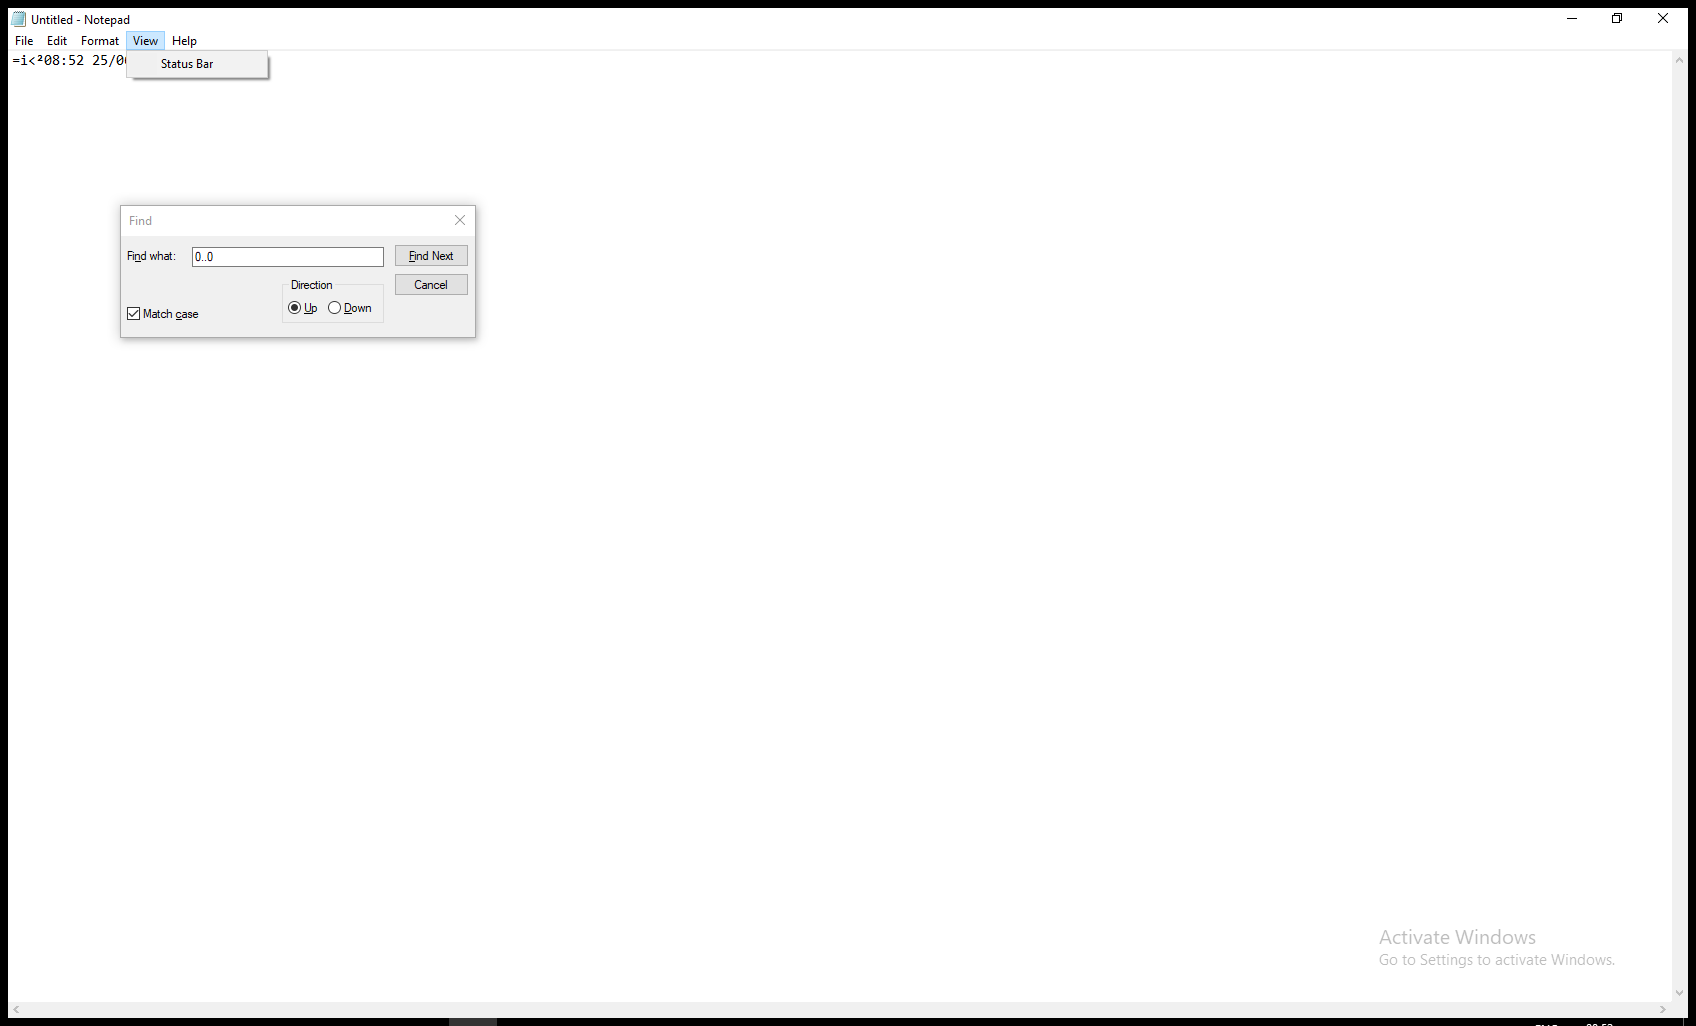 Untitled - Notepad
File Edit Format View Help
=i<²08:52 25/0
Status Bar
Find
Find what: 0..0 Find Next
Direction Cancel
Up Down
Match case
Activate Windows
Go to Settings to activate Windows.